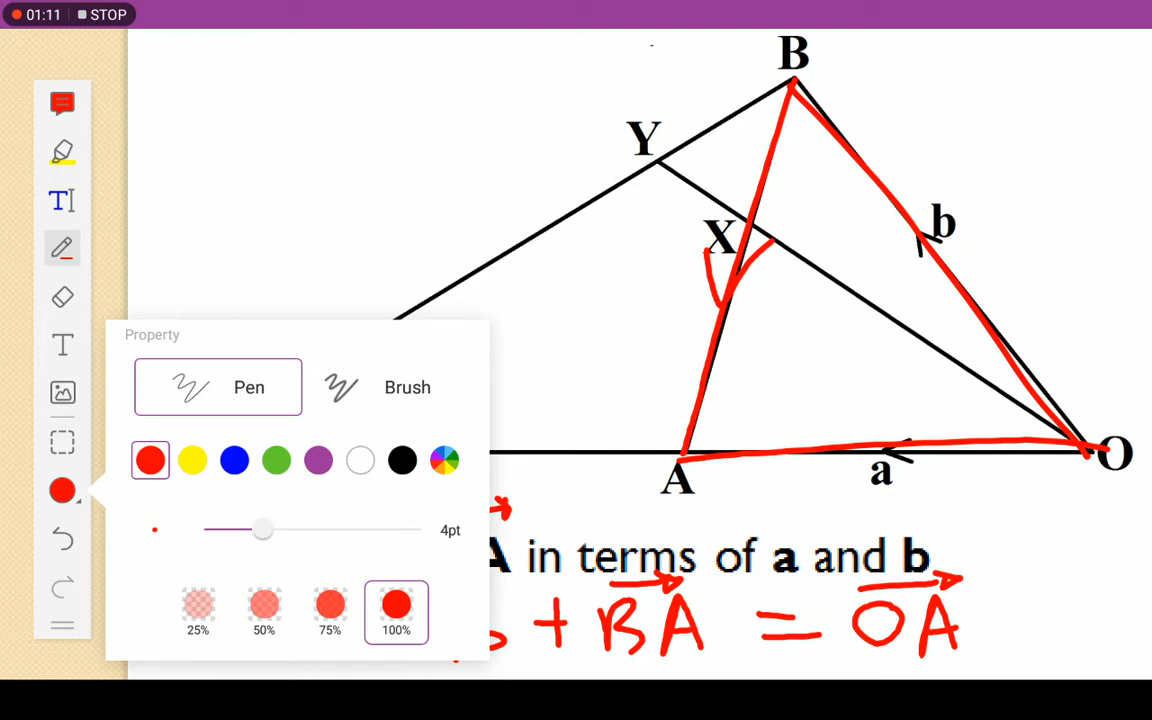 01:11 STOP
B
Y
X
b
T
Property
T
Pen Brush
A
a
O
4pt
A in terms of a and b
25% 50% 75% 100%
+ BA = OA